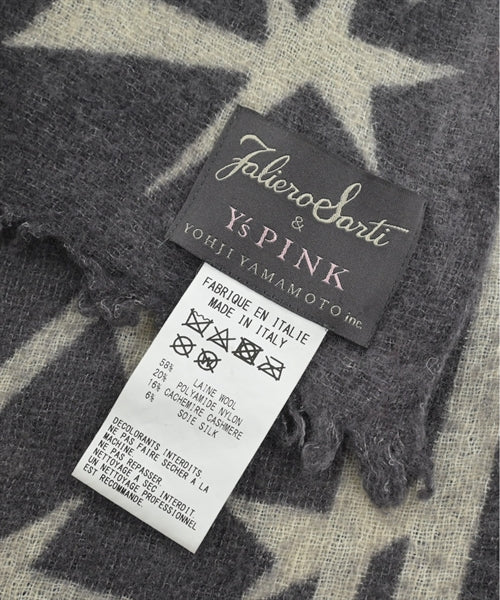 Faliero Sarti
&
Y's PINK
YOHJI YAMAMOTO inc.
FABRIQUE EN ITALIE
MADE IN ITALY
58% LAINE WOOL
20% POLYAMIDE NYLON
16% CACHEMIRE CASHMERE
6% SOIE SILK
DECOLORANTS INTERDITS
NE PAS FAIRE SECHER A LA
MACHINE.
NE PAS REPASSER
NETTOYAGE A SEC INTERDIT
UN NETTOYAGE PROFESSIONNEL
EST RECOMMANDE.